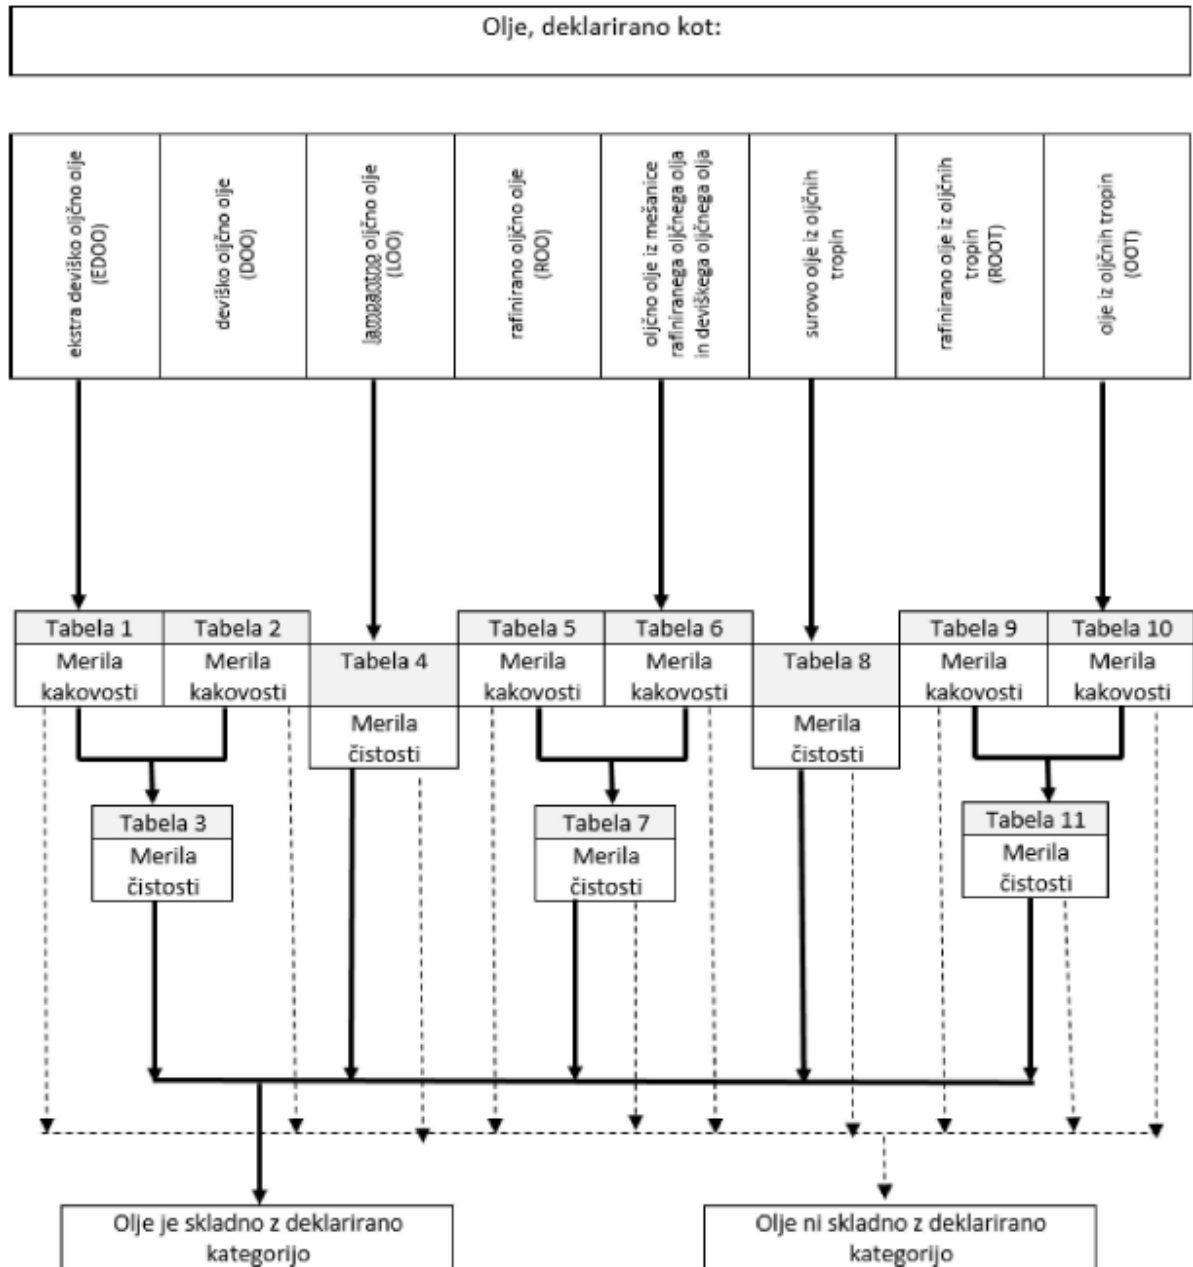 Olje, deklarirano kot:
ekstra deviško oljčno olje
(EDOO)
deviško oljčno olje
(DOO)
lampantno oljčno olje
(LOO)
rafinirano oljčno olje
(ROO)
oljčno olje iz mešanice
rafiniranega oljčnega olja
in deviškega oljčnega olja
surovo olje iz oljčnih
tropin
rafinirano olje iz oljčnih
tropin
(ROOT)
olje iz oljčnih tropin
(OOT)
Tabela 1
Merila
kakovosti
Tabela 2
Merila
kakovosti
Tabela 4
Merila
čistosti
Tabela 5
Merila
kakovosti
Tabela 6
Merila
kakovosti
Tabela 8
Merila
čistosti
Tabela 9
Merila
kakovosti
Tabela 10
Merila
kakovosti
Tabela 3
Merila
čistosti
Tabela 7
Merila
čistosti
Tabela 11
Merila
čistosti
Olje je skladno z deklarirano
kategorijo
Olje ni skladno z deklarirano
kategorijo